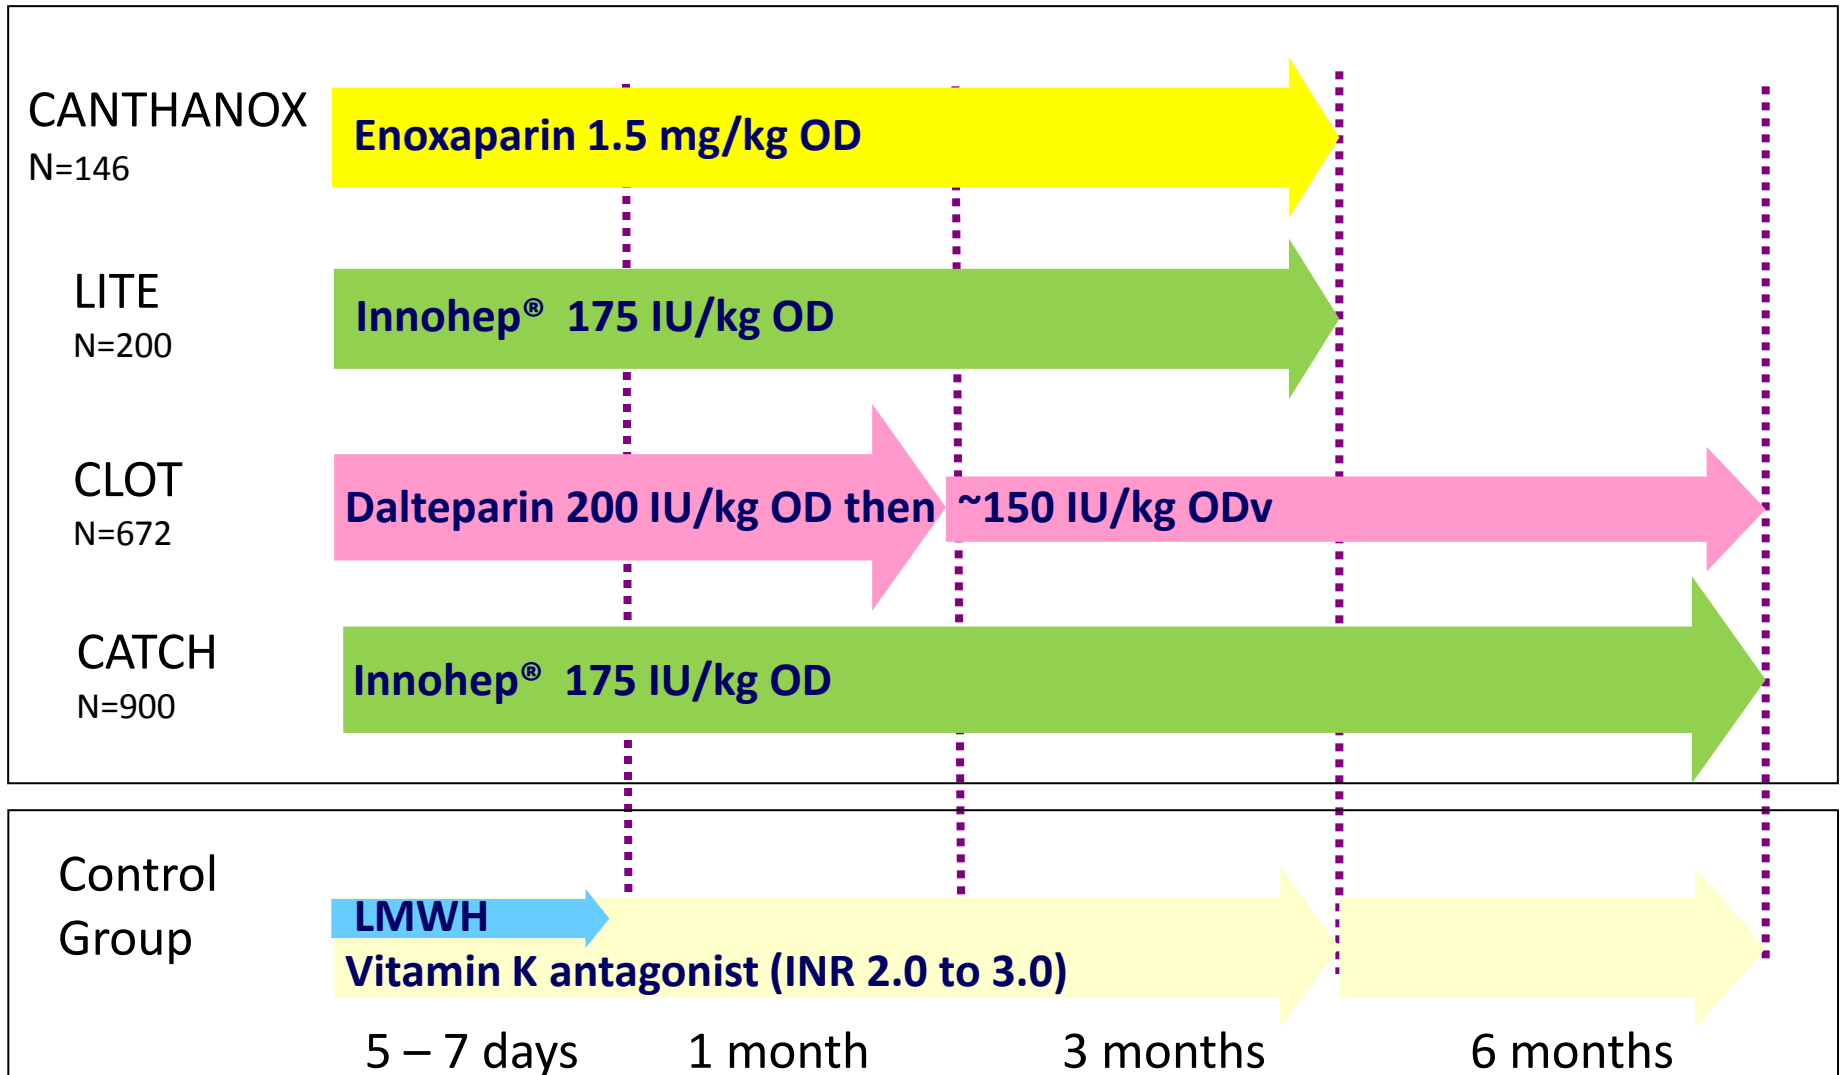 CANTHANOX
N=146
Enoxaparin 1.5 mg/kg OD
LITE
N=200
Innohep® 175 IU/kg OD
CLOT
N=672
Dalteparin 200 IU/kg OD then ~150 IU/kg ODv
CATCH
N=900
Innohep® 175 IU/kg OD
Control
Group
LMWH
Vitamin K antagonist (INR 2.0 to 3.0)
5 – 7 days 1 month 3 months 6 months